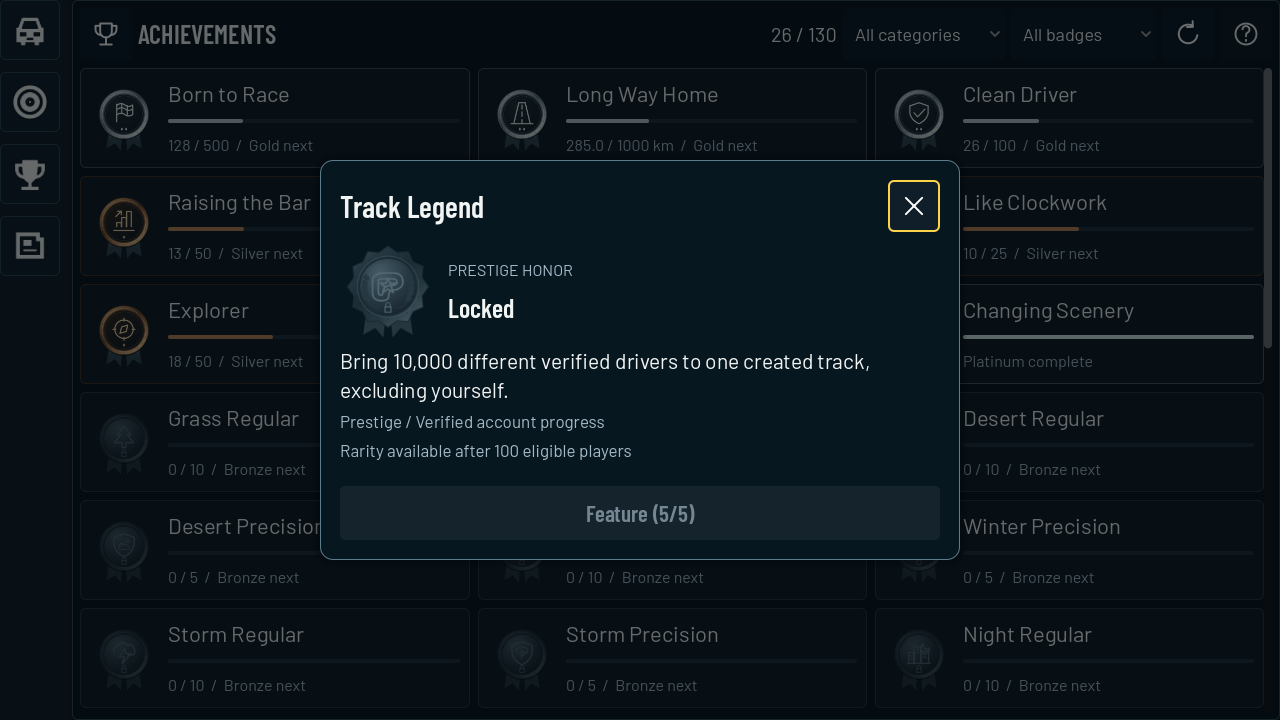 ACHIEVEMENTS
26 / 130
All categories
All badges
Born to Race
128 / 500 / Gold next
Long Way Home
285.0 / 1000 km / Gold next
Clean Driver
26 / 100 / Gold next
Raising the Bar
13 / 50 / Silver next
Like Clockwork
10 / 25 / Silver next
Explorer
18 / 50 / Silver next
Changing Scenery
Platinum complete
Track Legend
PRESTIGE HONOR
Locked
Bring 10,000 different verified drivers to one created track,
excluding yourself.
Prestige / Verified account progress
Rarity available after 100 eligible players
Feature (5/5)
Grass Regular
0 / 10 / Bronze next
Desert Regular
0 / 10 / Bronze next
Desert Precision
0 / 5 / Bronze next
0 / 10 / Bronze next
Winter Precision
0 / 5 / Bronze next
Storm Regular
0 / 10 / Bronze next
Storm Precision
0 / 5 / Bronze next
Night Regular
0 / 10 / Bronze next